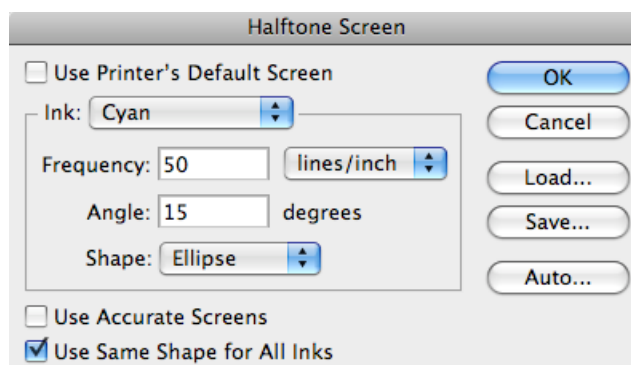 Halftone Screen
Use Printer's Default Screen
OK
Ink: Cyan
Cancel
Frequency: 50 lines/inch
Load...
Angle: 15 degrees
Save...
Shape: Ellipse
Auto...
Use Accurate Screens
Use Same Shape for All Inks